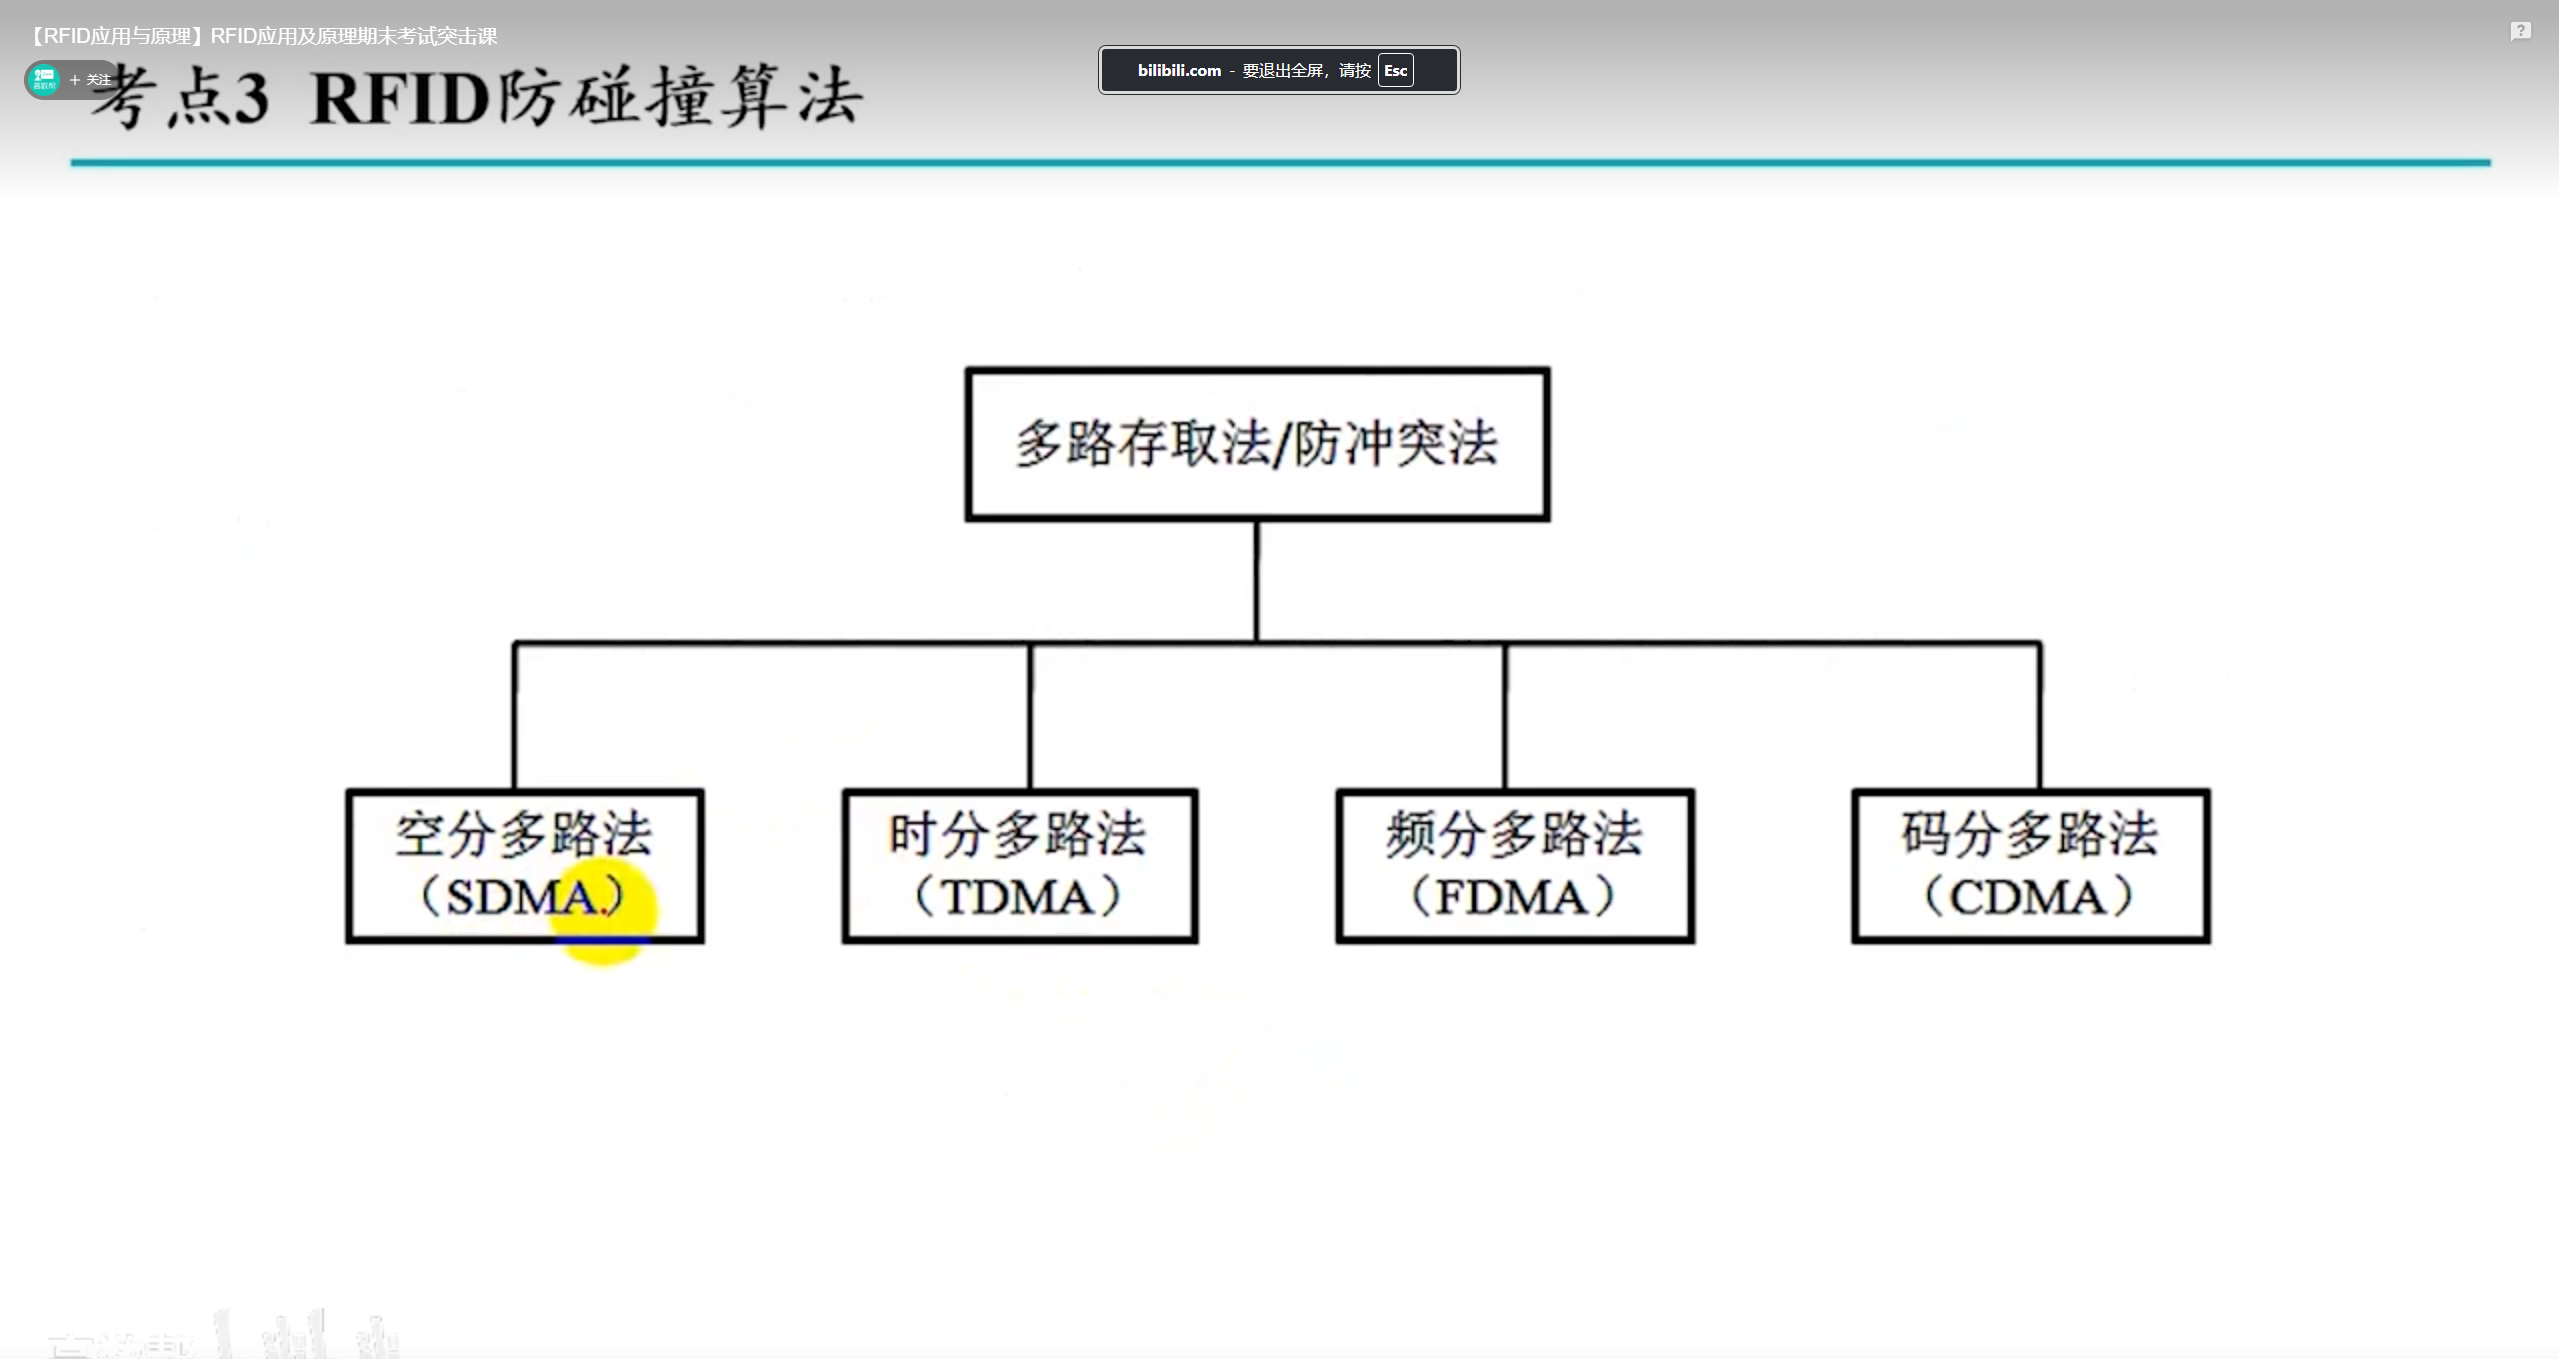 【RFID应用与原理】RFID应用及原理期末考试突击课
+ 关注
bilibili.com - 要退出全屏，请按 Esc
考点3 RFID防碰撞算法
多路存取法/防冲突法
空分多路法
（SDMA）
时分多路法
（TDMA）
频分多路法
（FDMA）
码分多路法
（CDMA）